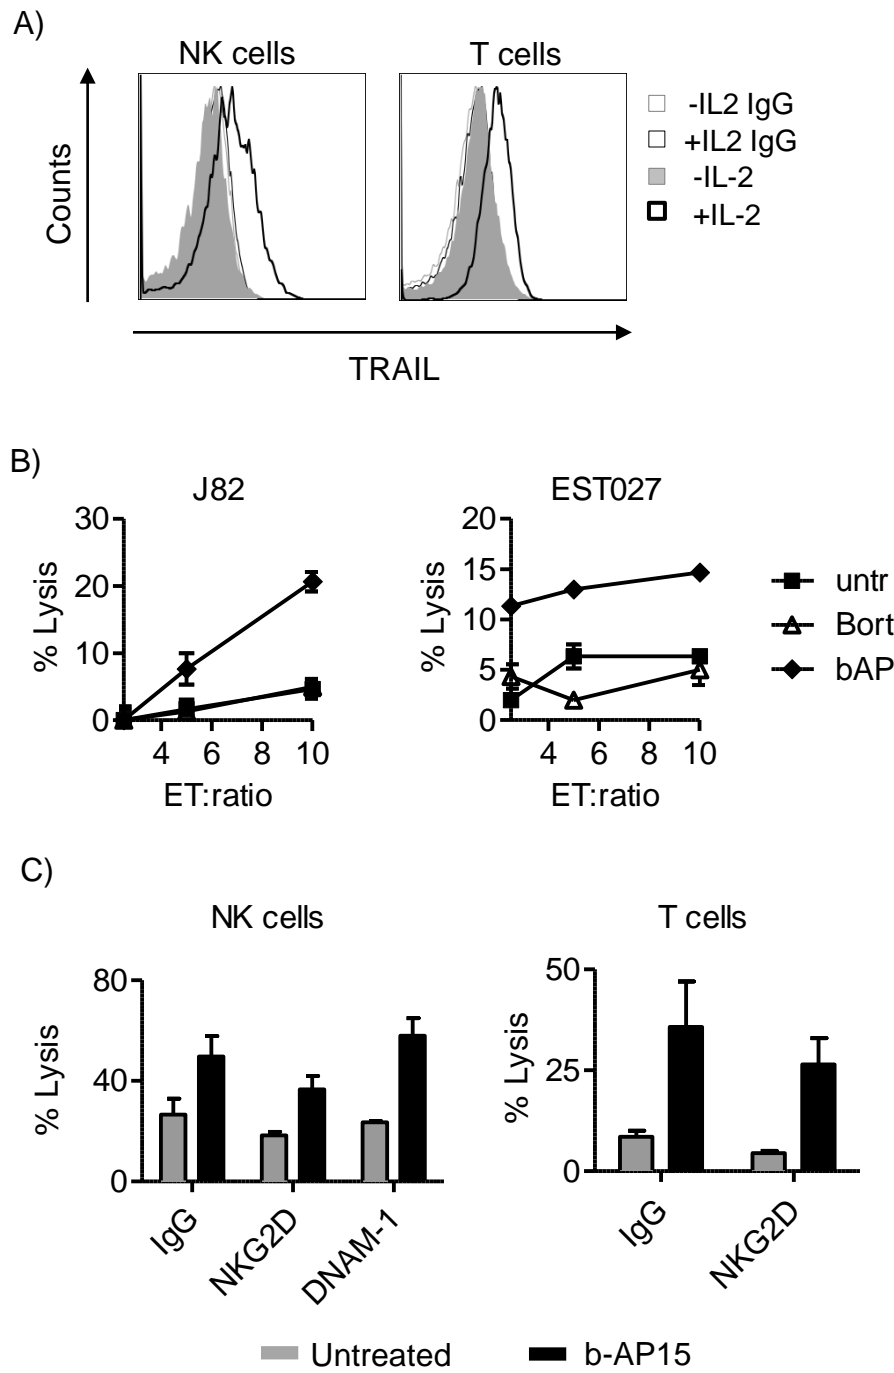 A)
NK cells
T cells
Counts
-IL2 IgG
+IL2 IgG
-IL-2
+IL-2
TRAIL
B)
J82
EST027
% Lysis
30
20
10
0
4 6 8 10
ET:ratio
% Lysis
20
15
10
5
0
4 6 8 10
ET:ratio
untr
Bort
bAP
C)
NK cells
T cells
% Lysis
80
40
0
IgG
NKG2D
DNAM-1
% Lysis
50
25
0
IgG
NKG2D
Untreated
b-AP15